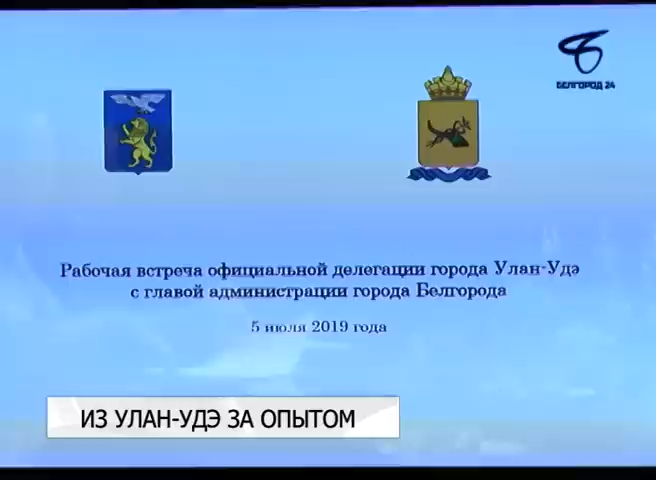 БЕЛГОРОД 24
Рабочая встреча официальной делегации города Улан-Удэ
с главой администрации города Белгорода
5 июля 2019 года
ИЗ УЛАН-УДЭ ЗА ОПЫТОМ